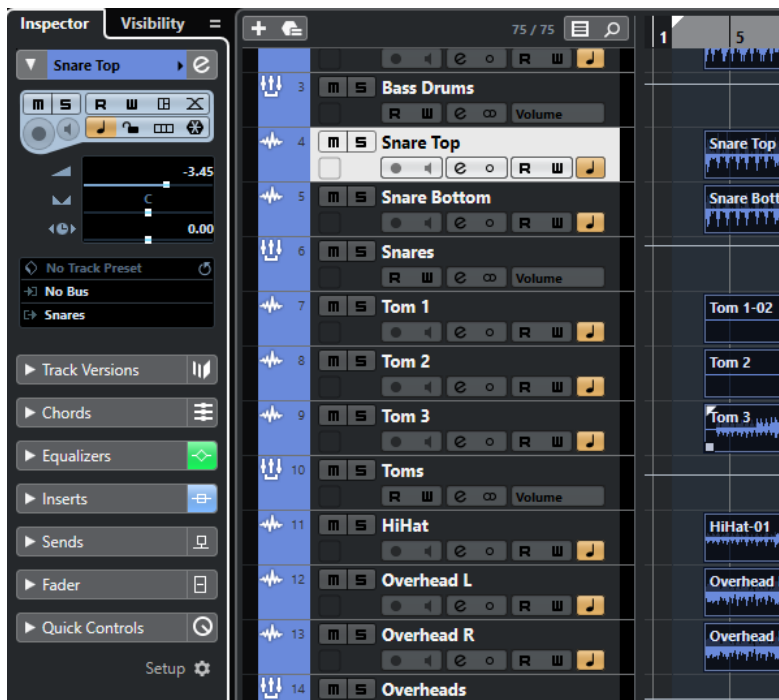 Inspector
Visibility
Snare Top
e
m S R W
-3.45
C
0.00
No Track Preset
No Bus
Snares
Track Versions
Chords
Equalizers
Inserts
Sends
Fader
Quick Controls
Setup
75 / 75
1
5
e R W
3 m S Bass Drums
R W e Volume
4 m S Snare Top
e R W
5 m S Snare Bottom
e R W
6 m S Snares
R W e Volume
7 m S Tom 1
e R W
8 m S Tom 2
e R W
9 m S Tom 3
e R W
10 m S Toms
R W e Volume
11 m S HiHat
e R W
12 m S Overhead L
e R W
13 m S Overhead R
e R W
14 m S Overheads
Snare Top
Snare Bott
Tom 1-02
Tom 2
Tom 3
HiHat-01
Overhead
Overhead